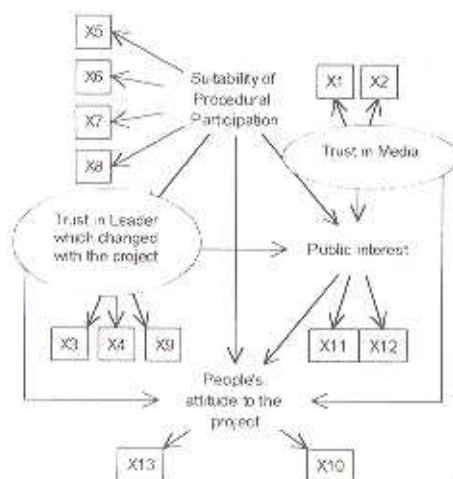 X5
X6
X7
X8
Suitability of
Procedural
Participation
X1
X2
Trust in Media
Trust in Leader
which changed
with the project
Public interest
X3
X4
X9
X11
X12
People's
attitude to the
project
X13
X10